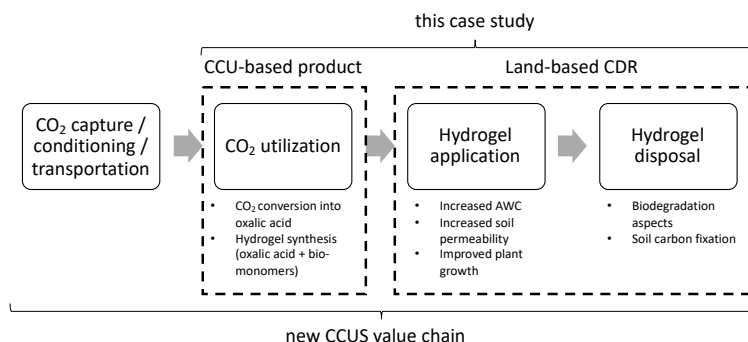 this case study
CCU-based product
Land-based CDR
CO₂ capture /
conditioning /
transportation
CO₂ utilization
Hydrogel
application
Hydrogel
disposal
• CO₂ conversion into
oxalic acid
• Hydrogel synthesis
(oxalic acid + bio-
monomers)
• Increased AWC
• Increased soil
permeability
• Improved plant
growth
• Biodegradation
aspects
• Soil carbon fixation
new CCUS value chain